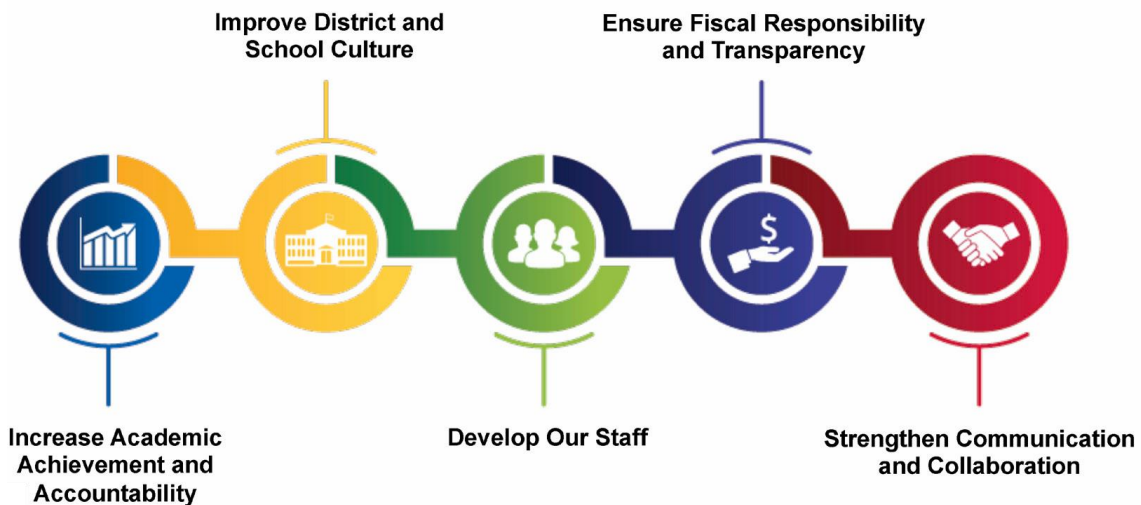 Improve District and
School Culture
Ensure Fiscal Responsibility
and Transparency
$
Increase Academic
Achievement and
Accountability
Develop Our Staff
Strengthen Communication
and Collaboration